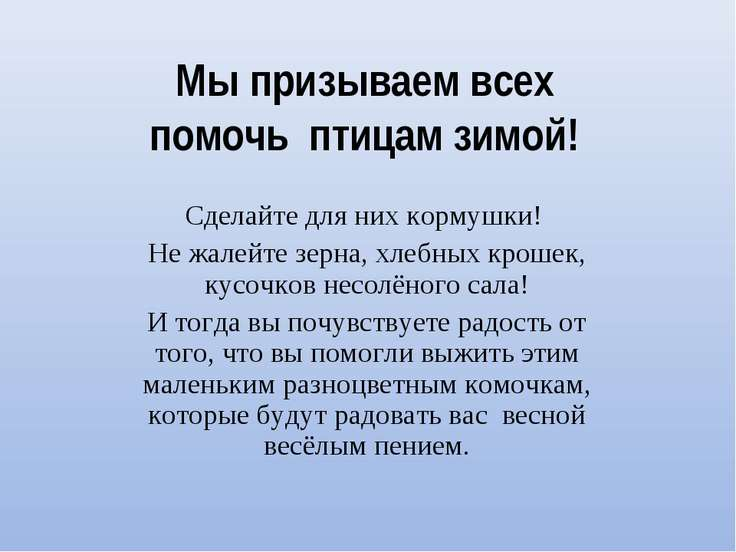 Мы призываем всех
помочь птицам зимой!
Сделайте для них кормушки!
Не жалейте зерна, хлебных крошек,
кусочков несолёного сала!
И тогда вы почувствуете радость от
того, что вы помогли выжить этим
маленьким разноцветным комочкам,
которые будут радовать вас весной
весёлым пением.